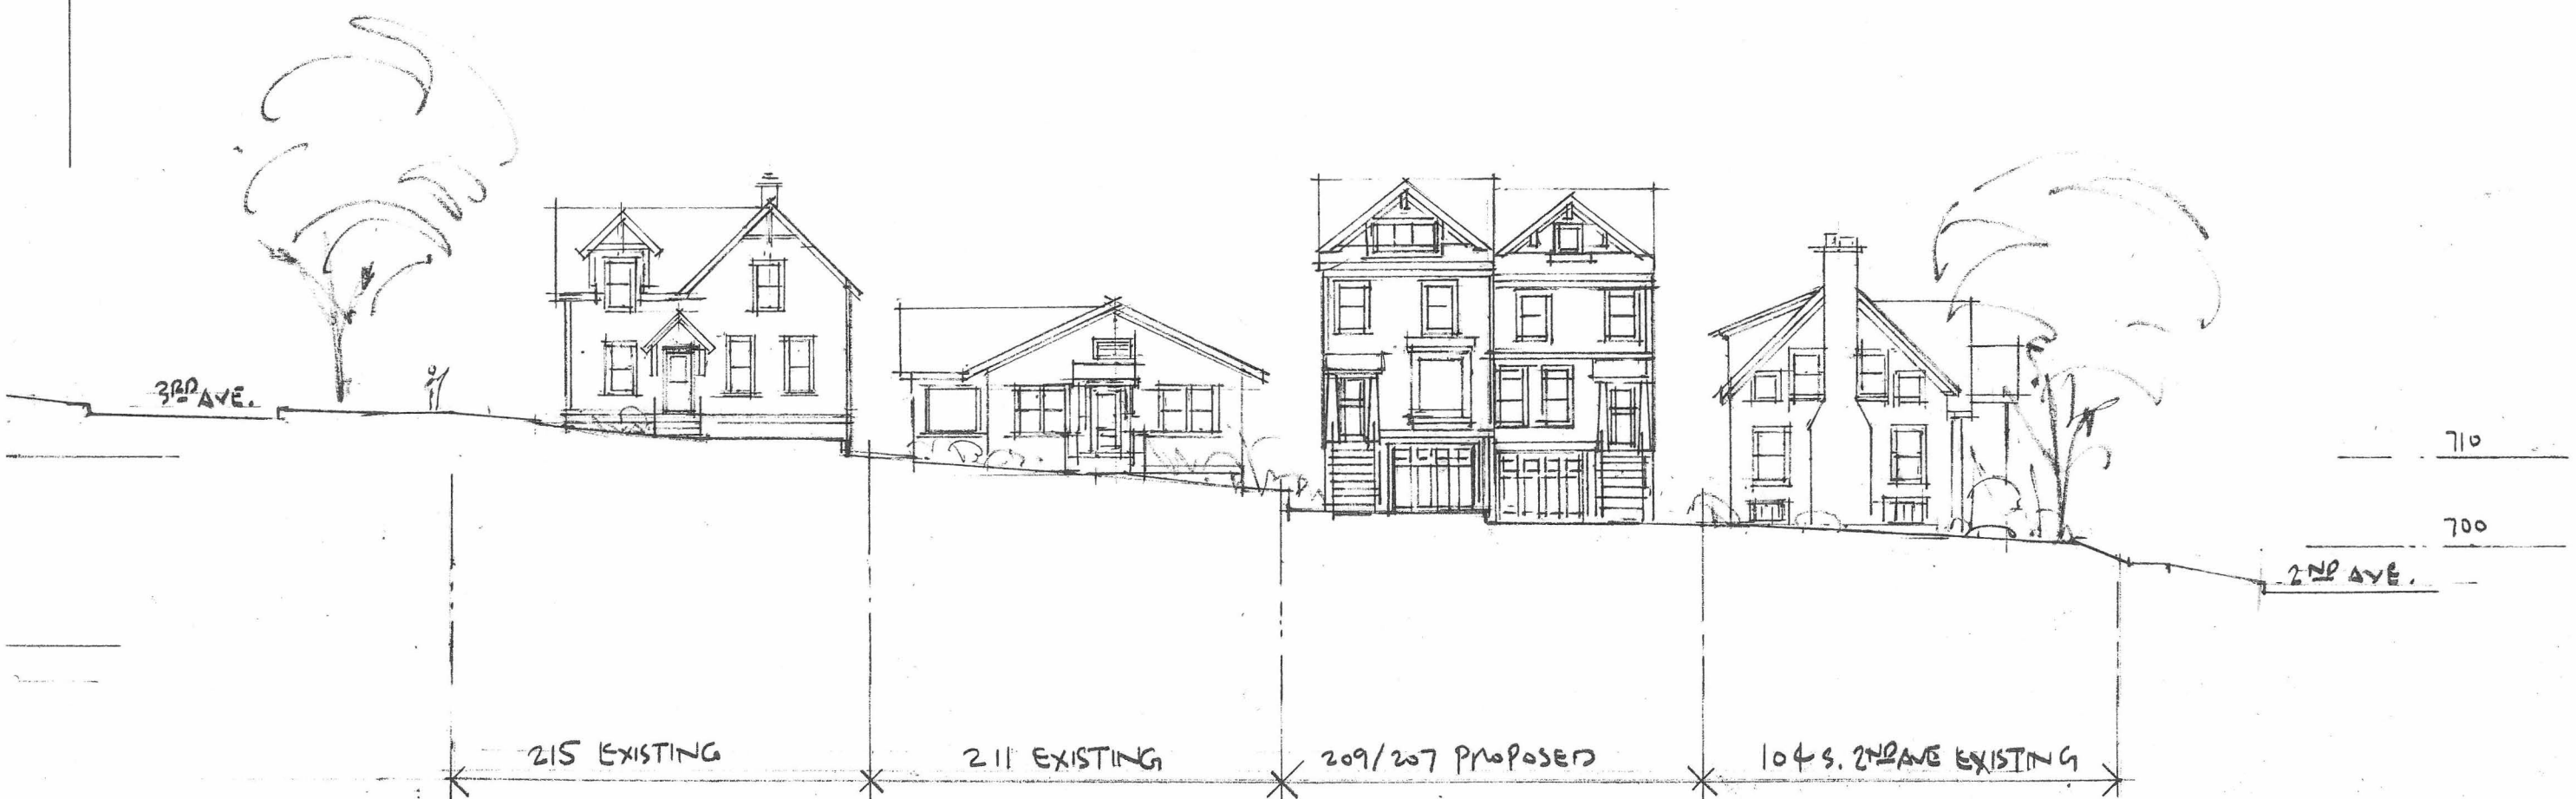 3RD AVE.
710
700
2ND AVE.
215 EXISTING
211 EXISTING
209/207 PROPOSED
104 S. 2ND AVE EXISTING